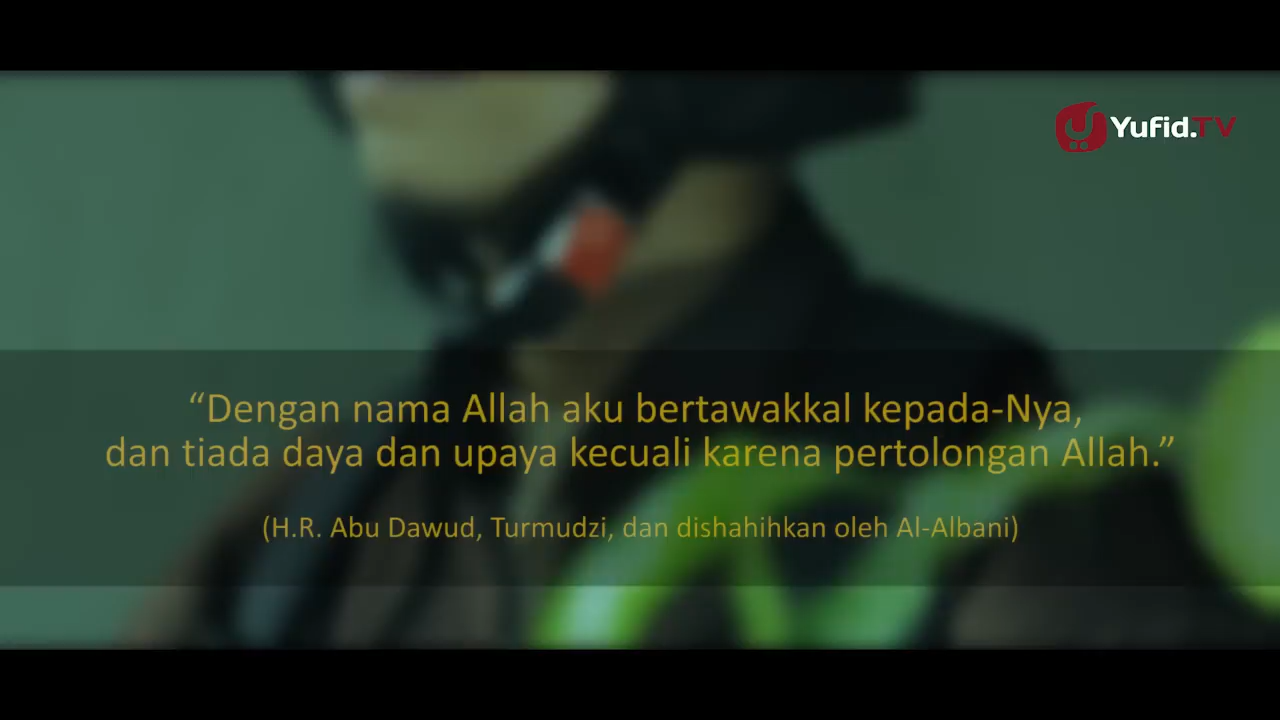 Yufid.TV
“Dengan nama Allah aku bertawakkal kepada-Nya,
dan tiada daya dan upaya kecuali karena pertolongan Allah.”
(H.R. Abu Dawud, Turmudzi, dan dishahihkan oleh Al-Albani)